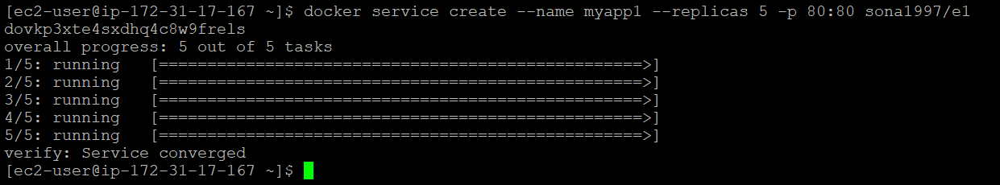 [ec2-user@ip-172-31-17-167 ~]$ docker service create --name myapp1 --replicas 5 -p 80:80 sona1997/e1
dovkp3xte4sxdhq4c8w9frels
overall progress: 5 out of 5 tasks
1/5: running   [==================================================>]
2/5: running   [==================================================>]
3/5: running   [==================================================>]
4/5: running   [==================================================>]
5/5: running   [==================================================>]
verify: Service converged
[ec2-user@ip-172-31-17-167 ~]$